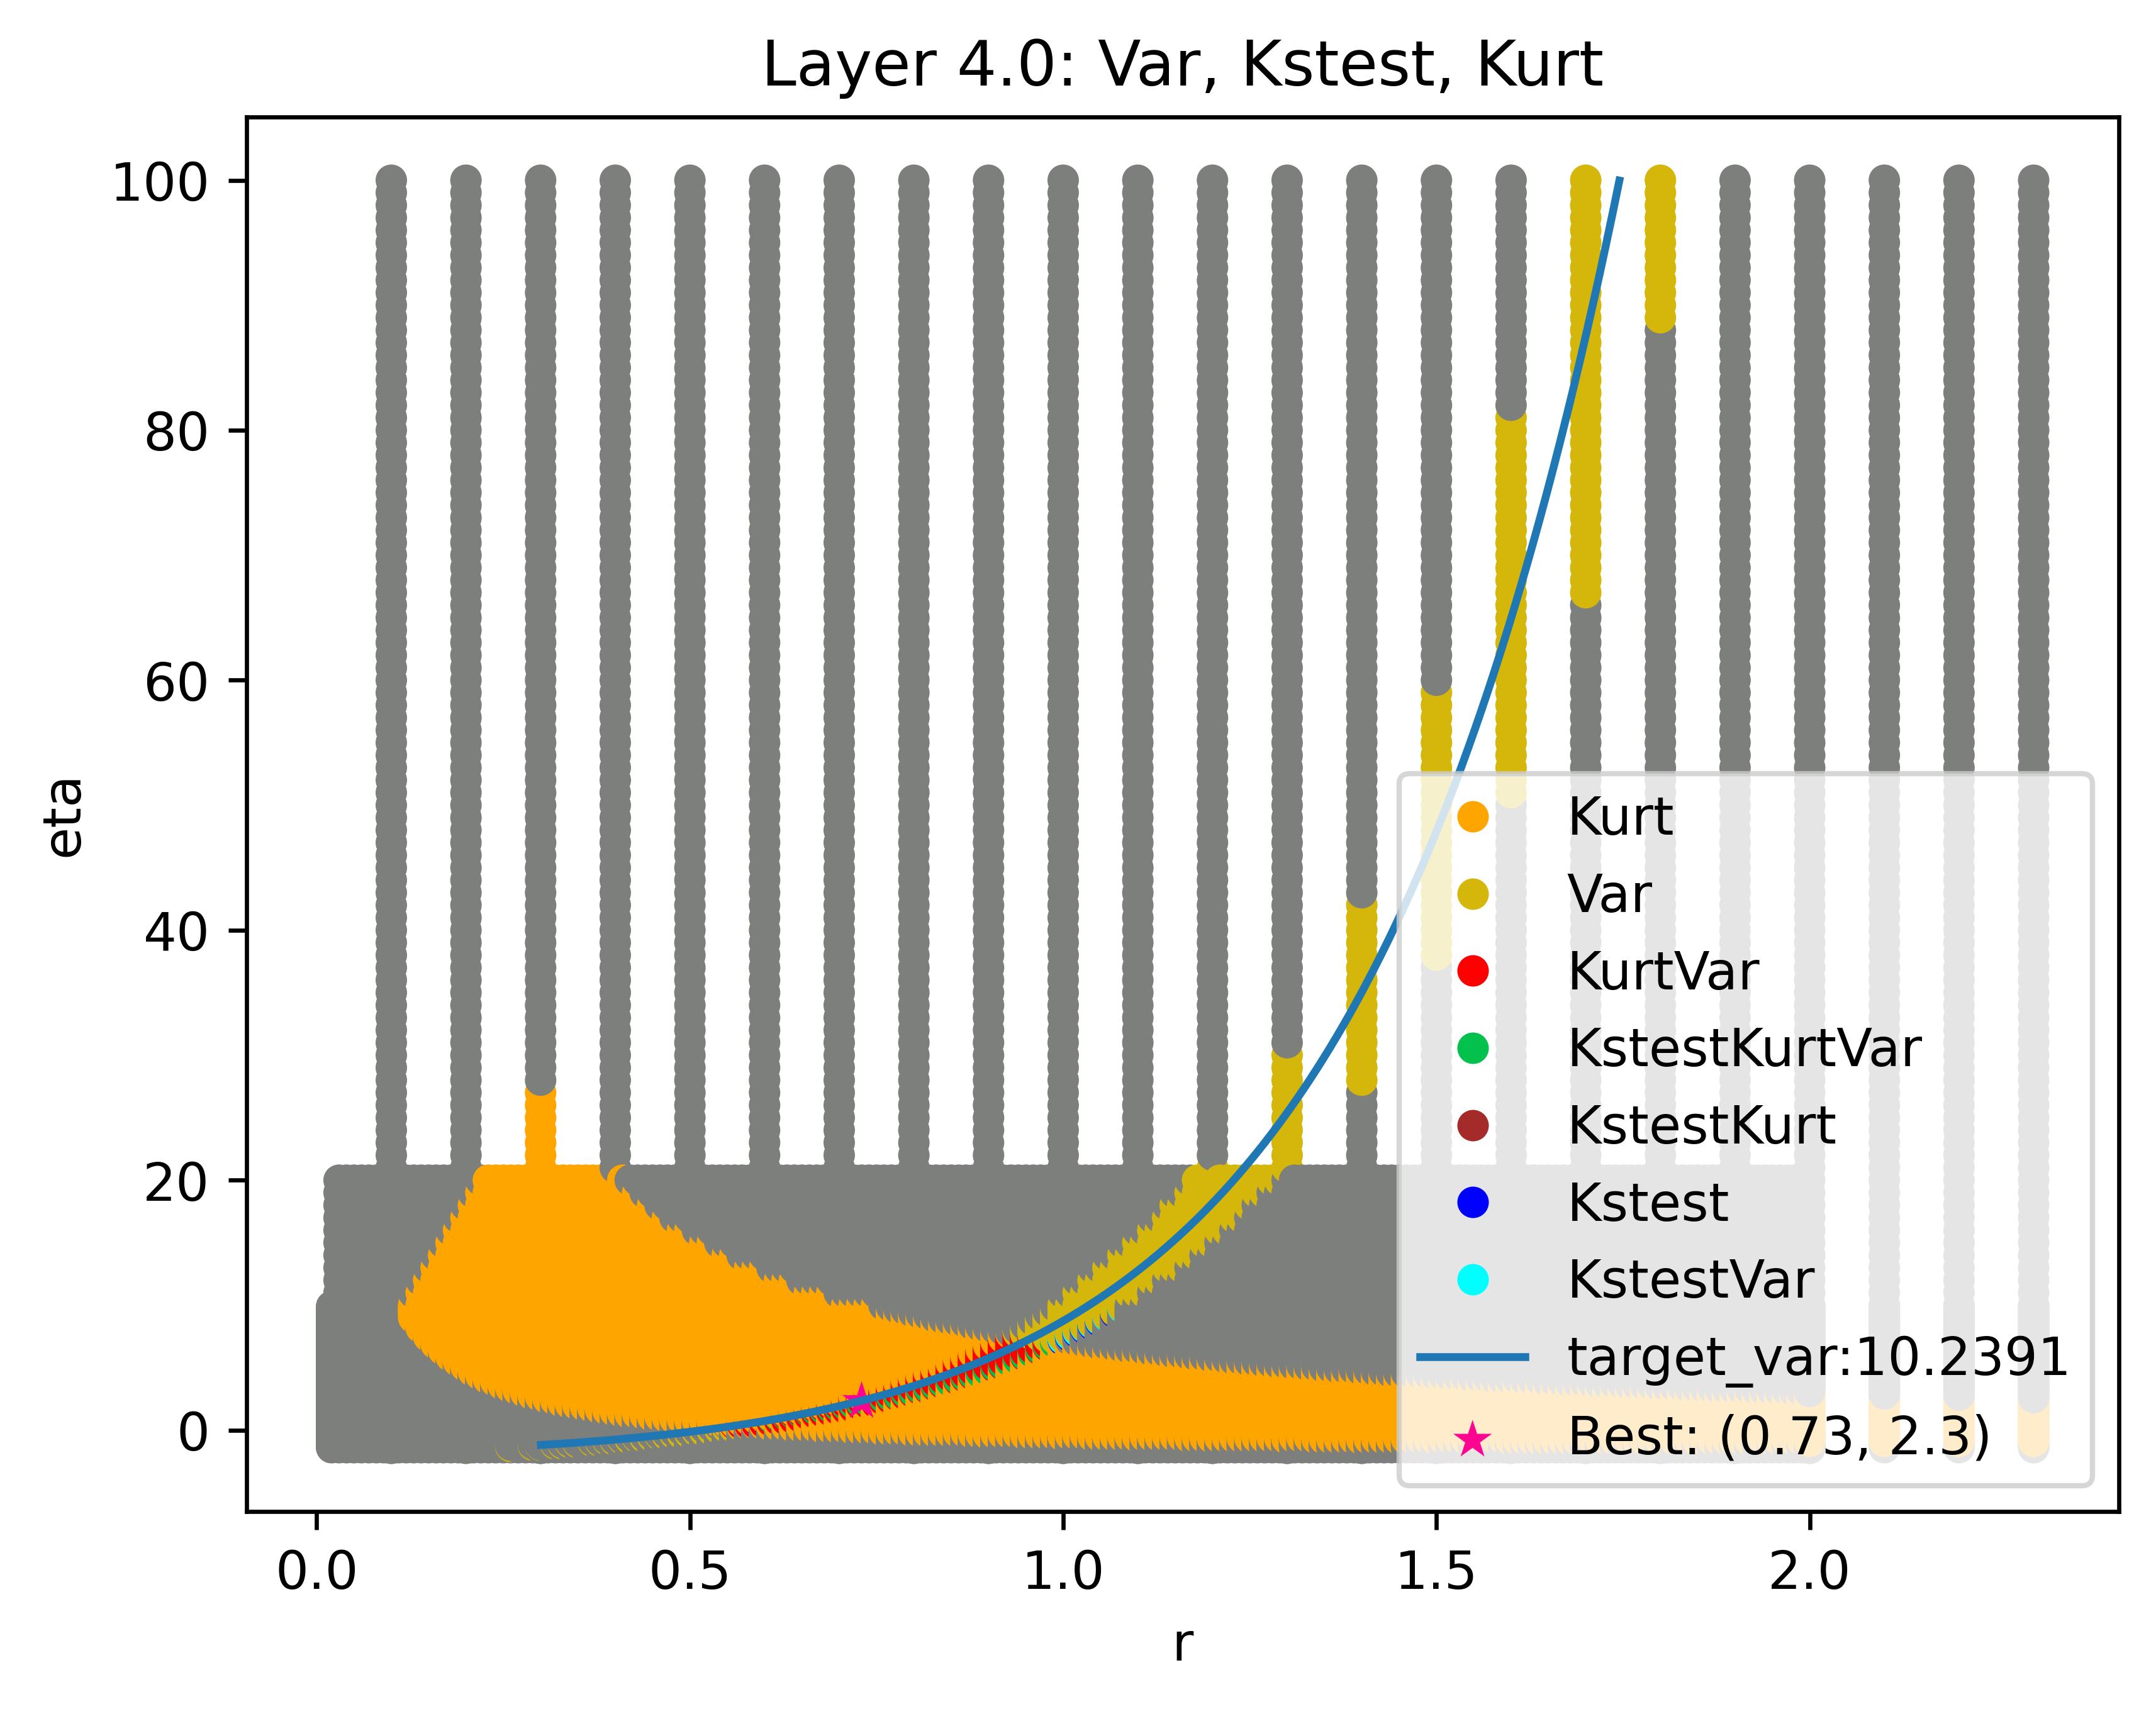 Layer 4.0: Var, Kstest, Kurt
100
80
60
40
20
0
eta
Kurt
Var
KurtVar
KstestKurtVar
KstestKurt
Kstest
KstestVar
target_var:10.2391
Best: (0.73, 2.3)
0.0 0.5 1.0 1.5 2.0
r